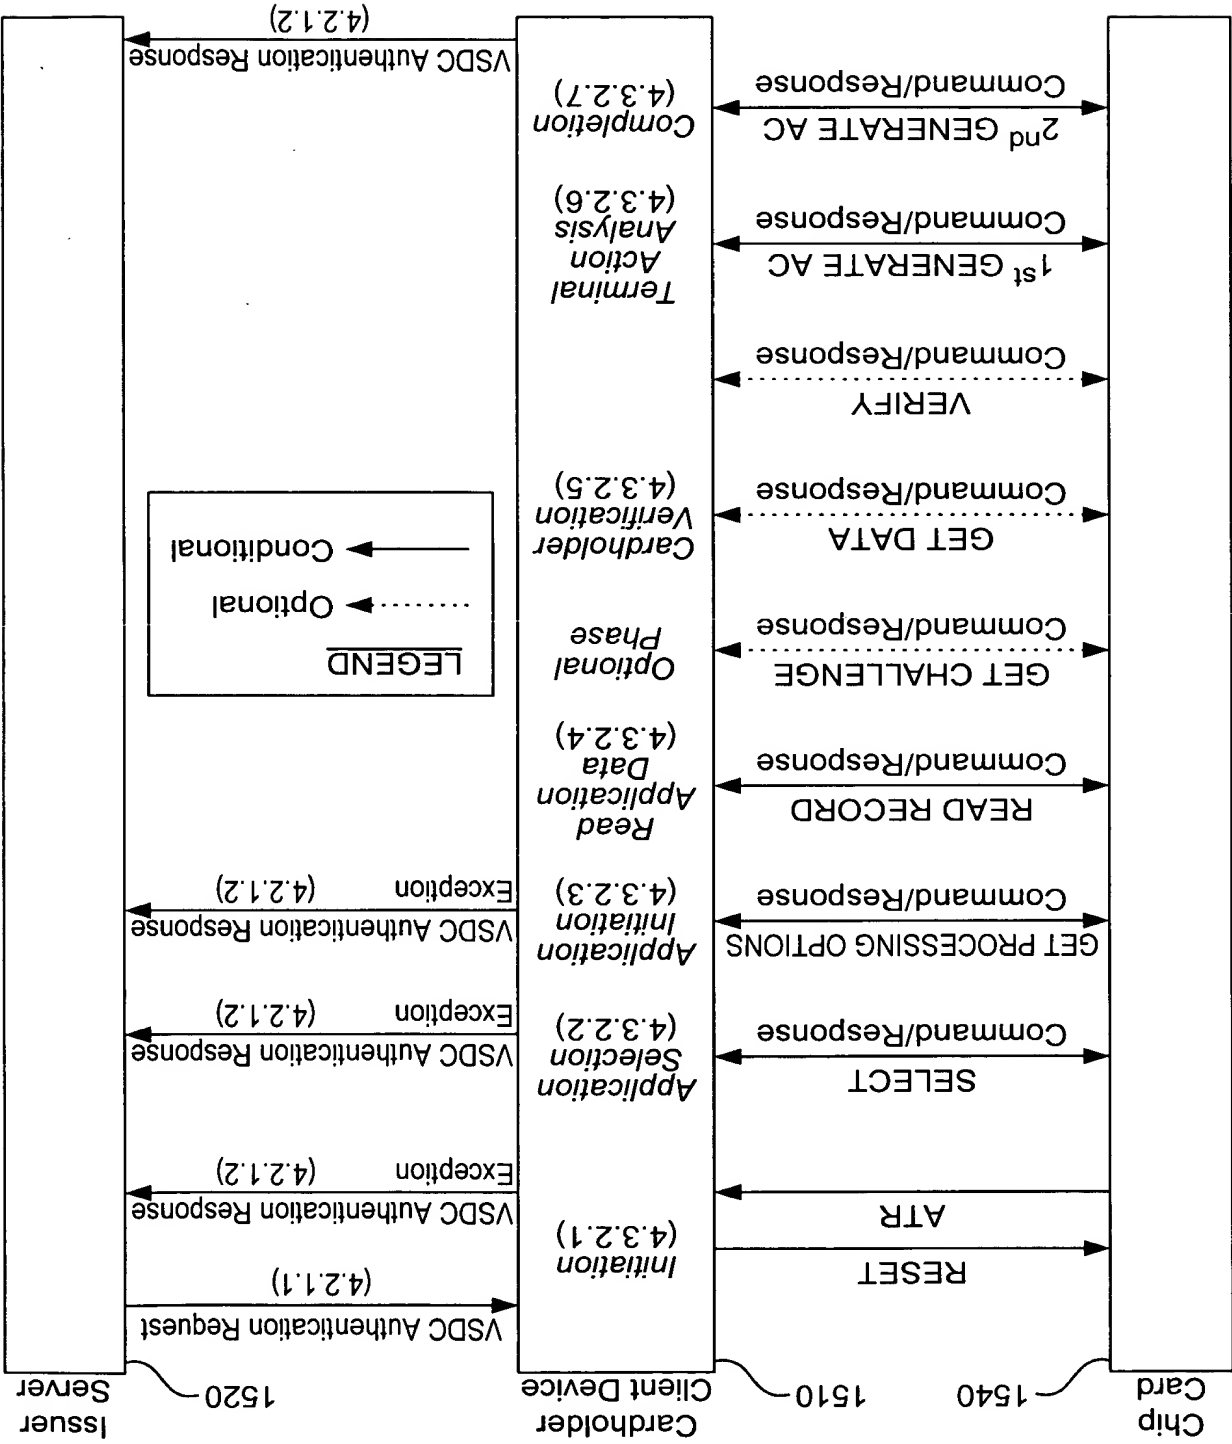 Chip
Card
1540
1510
Cardholder
Client Device
1520
Issuer
Server
VSDC Authentication Request
(4.2.1.1)
RESET
ATR
Initiation
(4.3.2.1)
VSDC Authentication Response
Exception (4.2.1.2)
SELECT
Command/Response
Application
Selection
(4.3.2.2)
VSDC Authentication Response
Exception (4.2.1.2)
GET PROCESSING OPTIONS
Command/Response
Application
Initiation
(4.3.2.3)
VSDC Authentication Response
Exception (4.2.1.2)
READ RECORD
Command/Response
Read
Application
Data
(4.3.2.4)
GET CHALLENGE
Command/Response
Optional
Phase
LEGEND
Optional
Conditional
GET DATA
Command/Response
Cardholder
Verification
(4.3.2.5)
VERIFY
Command/Response
1st GENERATE AC
Command/Response
Terminal
Action
Analysis
(4.3.2.6)
2nd GENERATE AC
Command/Response
Completion
(4.3.2.7)
VSDC Authentication Response
(4.2.1.2)